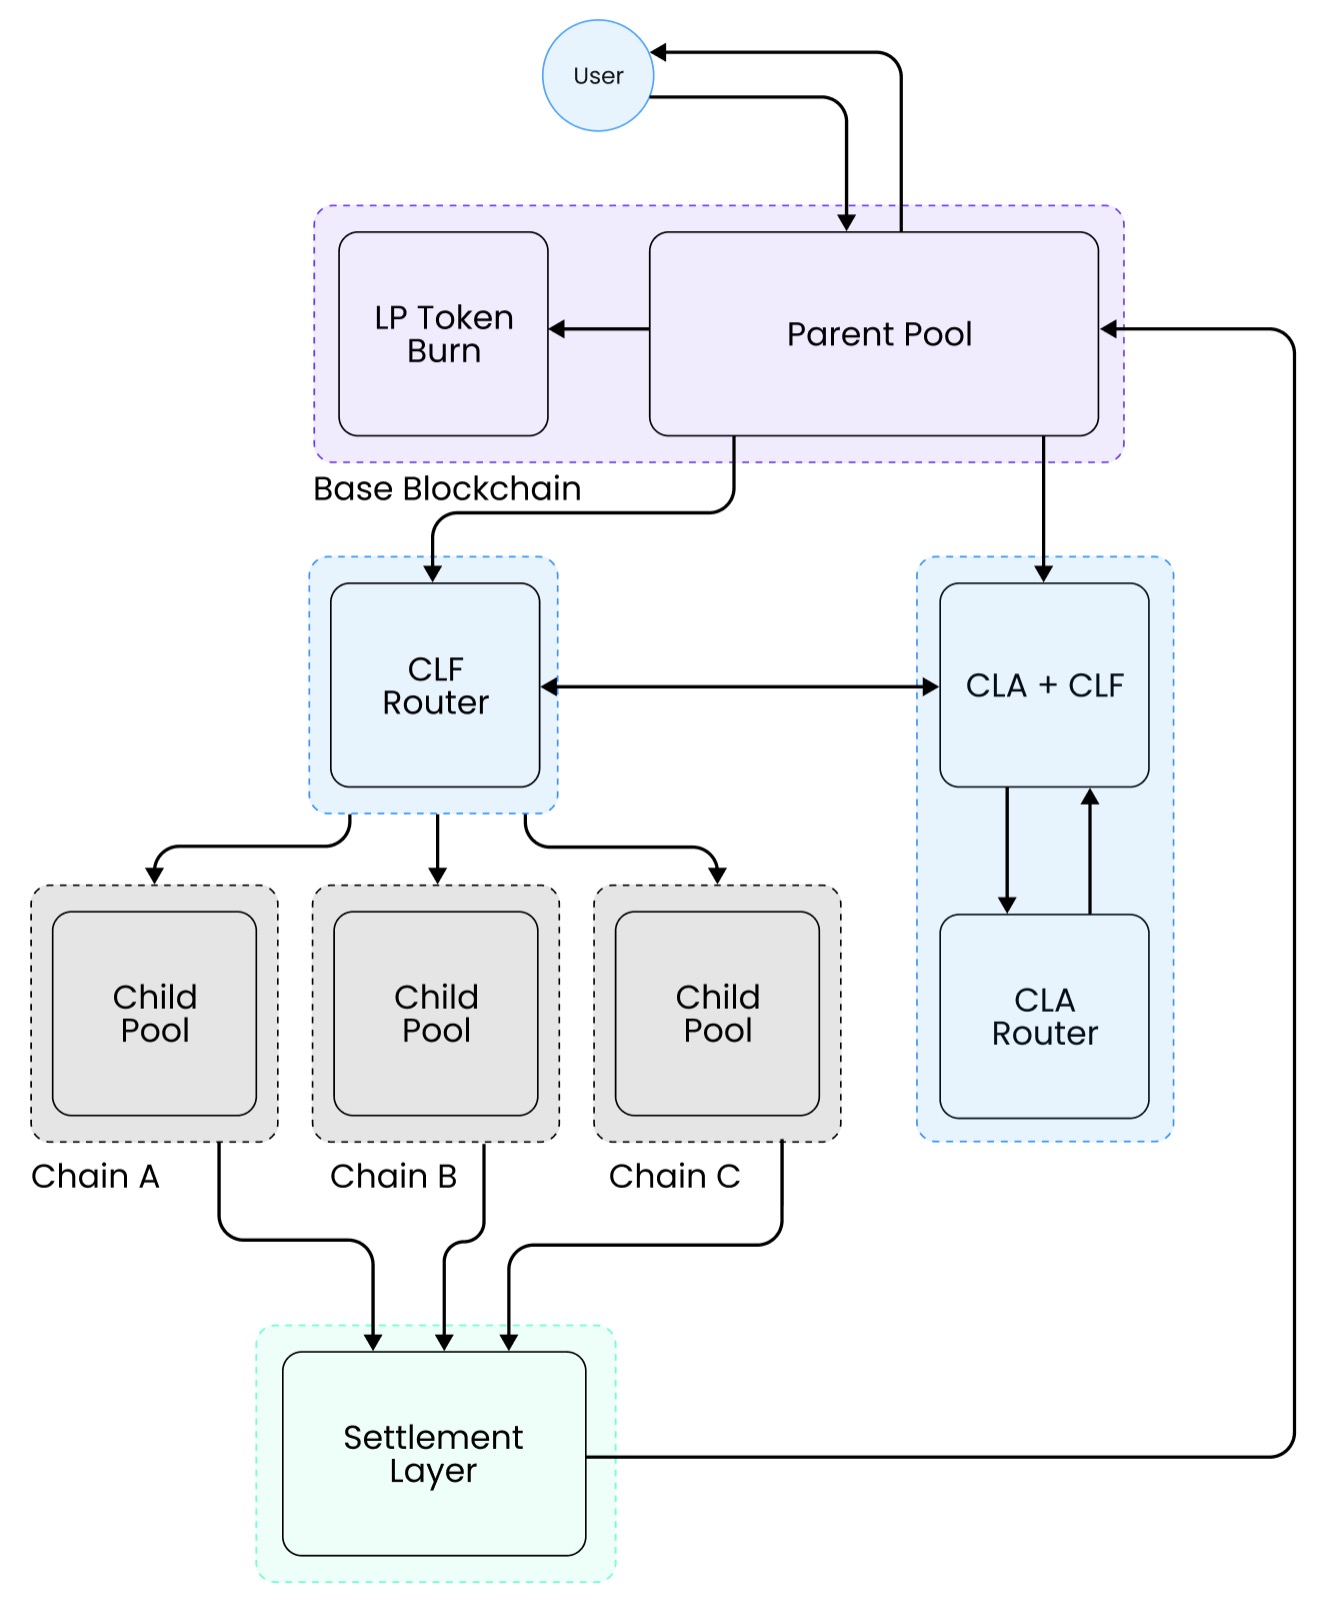 User
LP Token
Burn
Parent Pool
Base Blockchain
CLF
Router
CLA + CLF
Child
Pool
Child
Pool
Child
Pool
CLA
Router
Chain A
Chain B
Chain C
Settlement
Layer